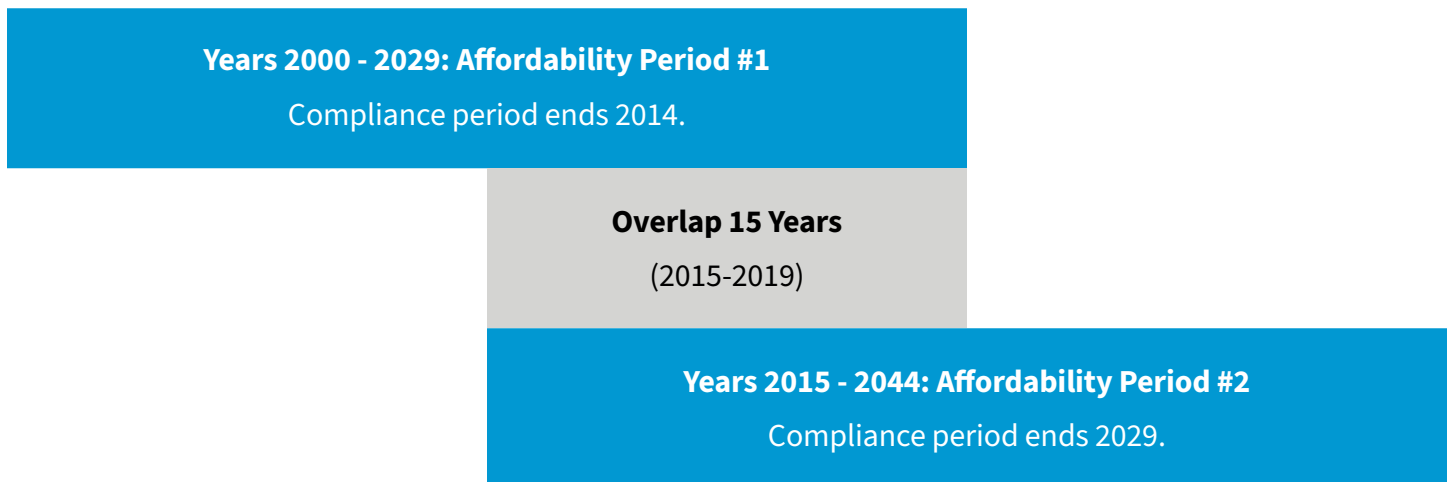 Years 2000 - 2029: Affordability Period #1
Compliance period ends 2014.
Overlap 15 Years
(2015-2019)
Years 2015 - 2044: Affordability Period #2
Compliance period ends 2029.